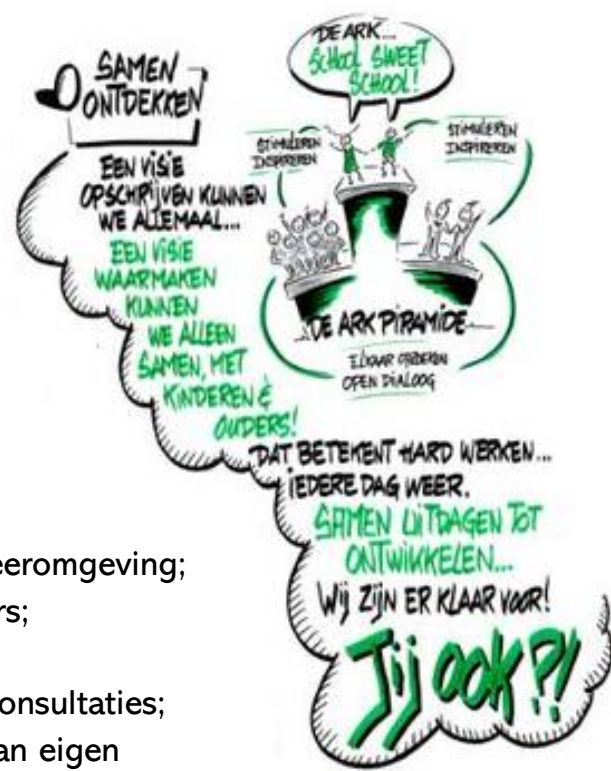 SAMEN
ONTDEKKEN
EEN VISIE
OPSCHRIJVEN KUNNEN
WE ALLEMAAL...
EEN VISIE
WAARMAKEN
KUNNEN
WE ALLEEN
SAMEN, MET
KINDEREN &
OUDERS!
DE ARK...
SCHOOL SWEET
SCHOOL!
STIMULEREN
INSPIREREN
STIMULEREN
INSPIREREN
DE ARK PIRAMIDE
ELKAAR
OPEN DIALOOG
DAT BETEKENT HARD WERKEN...
IEDERE DAG WEER.
SAMEN UITDAGEN TOT
ONTWIKKELEN...
Wij ZijN ER KLAAR VOOR!
Jij OOK?!
eeromgeving;
rs;
onsultaties;
an eigen